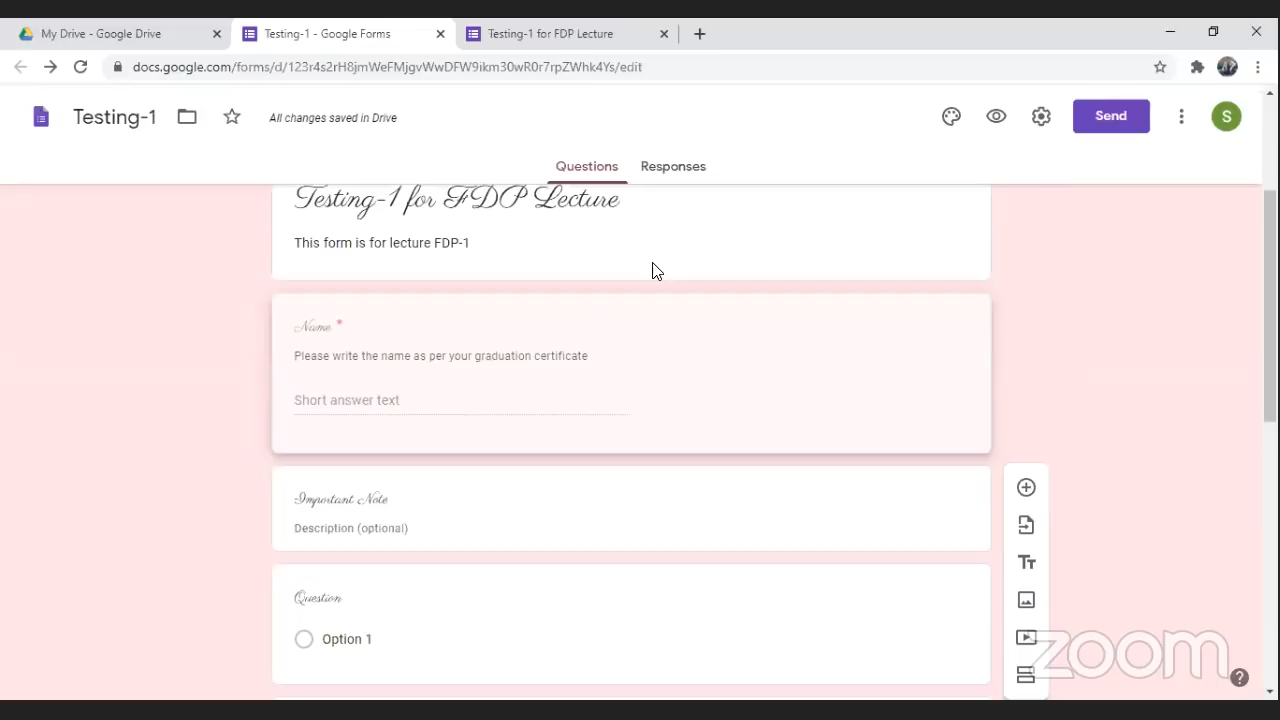 My Drive - Google Drive
Testing-1 - Google Forms
Testing-1 for FDP Lecture
docs.google.com/forms/d/123r4s2rH8jmWeFMjgvWwDFW9ikm30wR0r7rpZWhk4Ys/edit
Testing-1
All changes saved in Drive
Send
S
Questions
Responses
Testing-1 for FDP Lecture
This form is for lecture FDP-1
Name *
Please write the name as per your graduation certificate
Short answer text
Important Note
Description (optional)
Question
Option 1
Tт
zoom